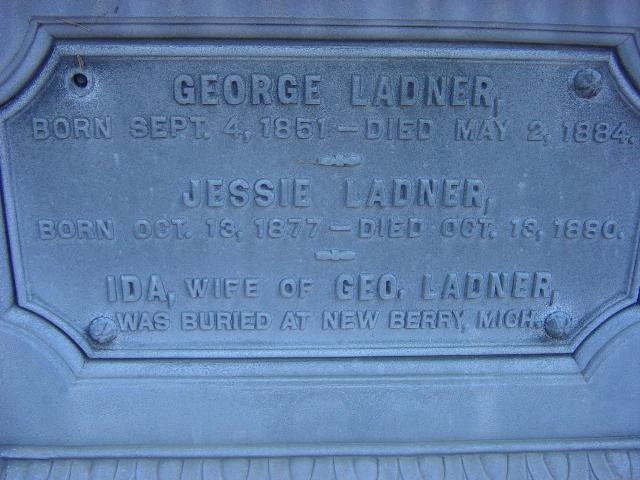 GEORGE LADNER,
BORN SEPT. 4, 1851 — DIED MAY 2, 1884.
JESSIE LADNER,
BORN OCT. 13, 1877 — DIED OCT. 13, 1880.
IDA, WIFE OF GEO. LADNER,
WAS BURIED AT NEW BERRY, MICH.